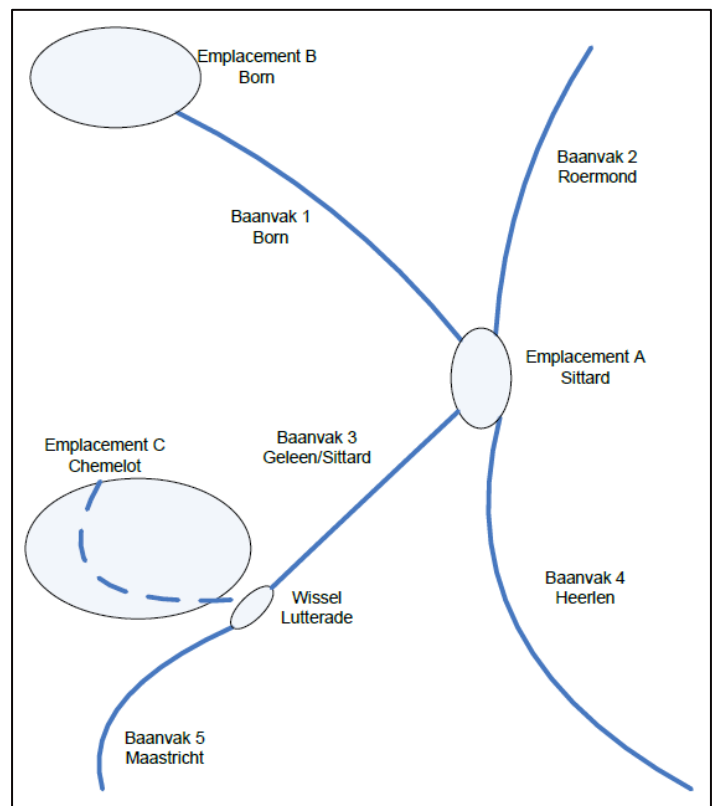 Emplacement B
Born
Baanvak 2
Roermond
Baanvak 1
Born
Emplacement A
Sittard
Emplacement C
Chemelot
Baanvak 3
Geleen/Sittard
Wissel
Lutterade
Baanvak 4
Heerlen
Baanvak 5
Maastricht